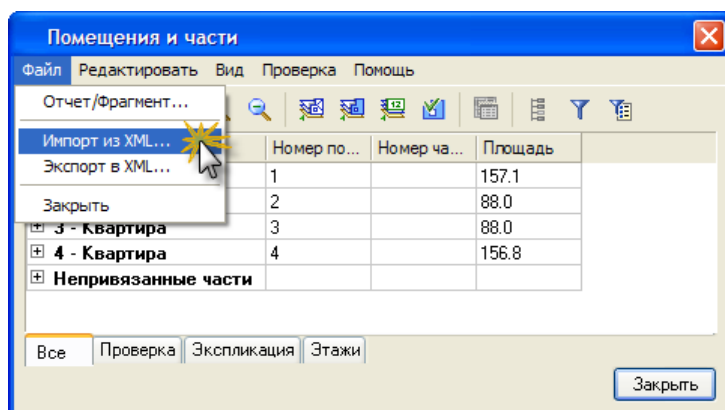 Помещения и части
Файл Редактировать Вид Проверка Помощь
Отчет/Фрагмент...
Импорт из XML...
Экспорт в XML...
Закрыть
Номер по... Номер ча... Площадь
1 157.1
2 88.0
3 - Квартира 3 88.0
4 - Квартира 4 156.8
Непривязанные части
Все Проверка Экспликация Этажи
Закрыть